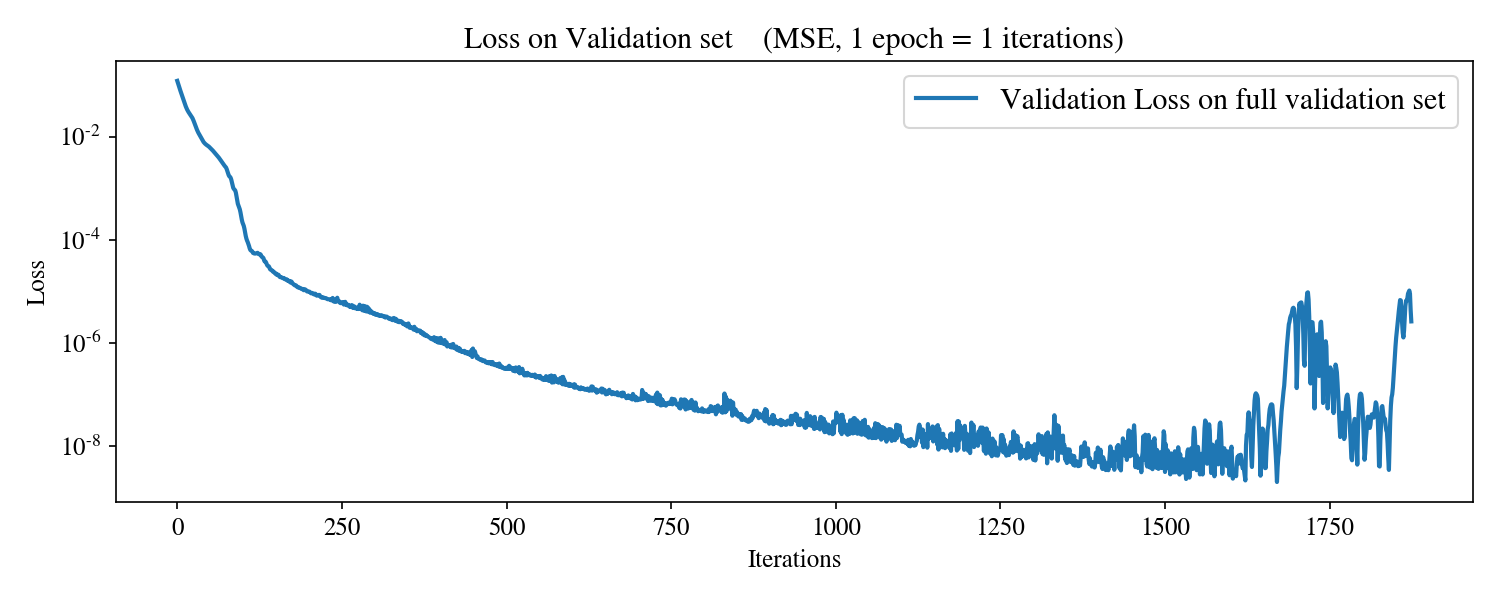 Loss on Validation set    (MSE, 1 epoch = 1 iterations)
Validation Loss on full validation set
Loss
10^-2
10^-4
10^-6
10^-8
0 250 500 750 1000 1250 1500 1750
Iterations